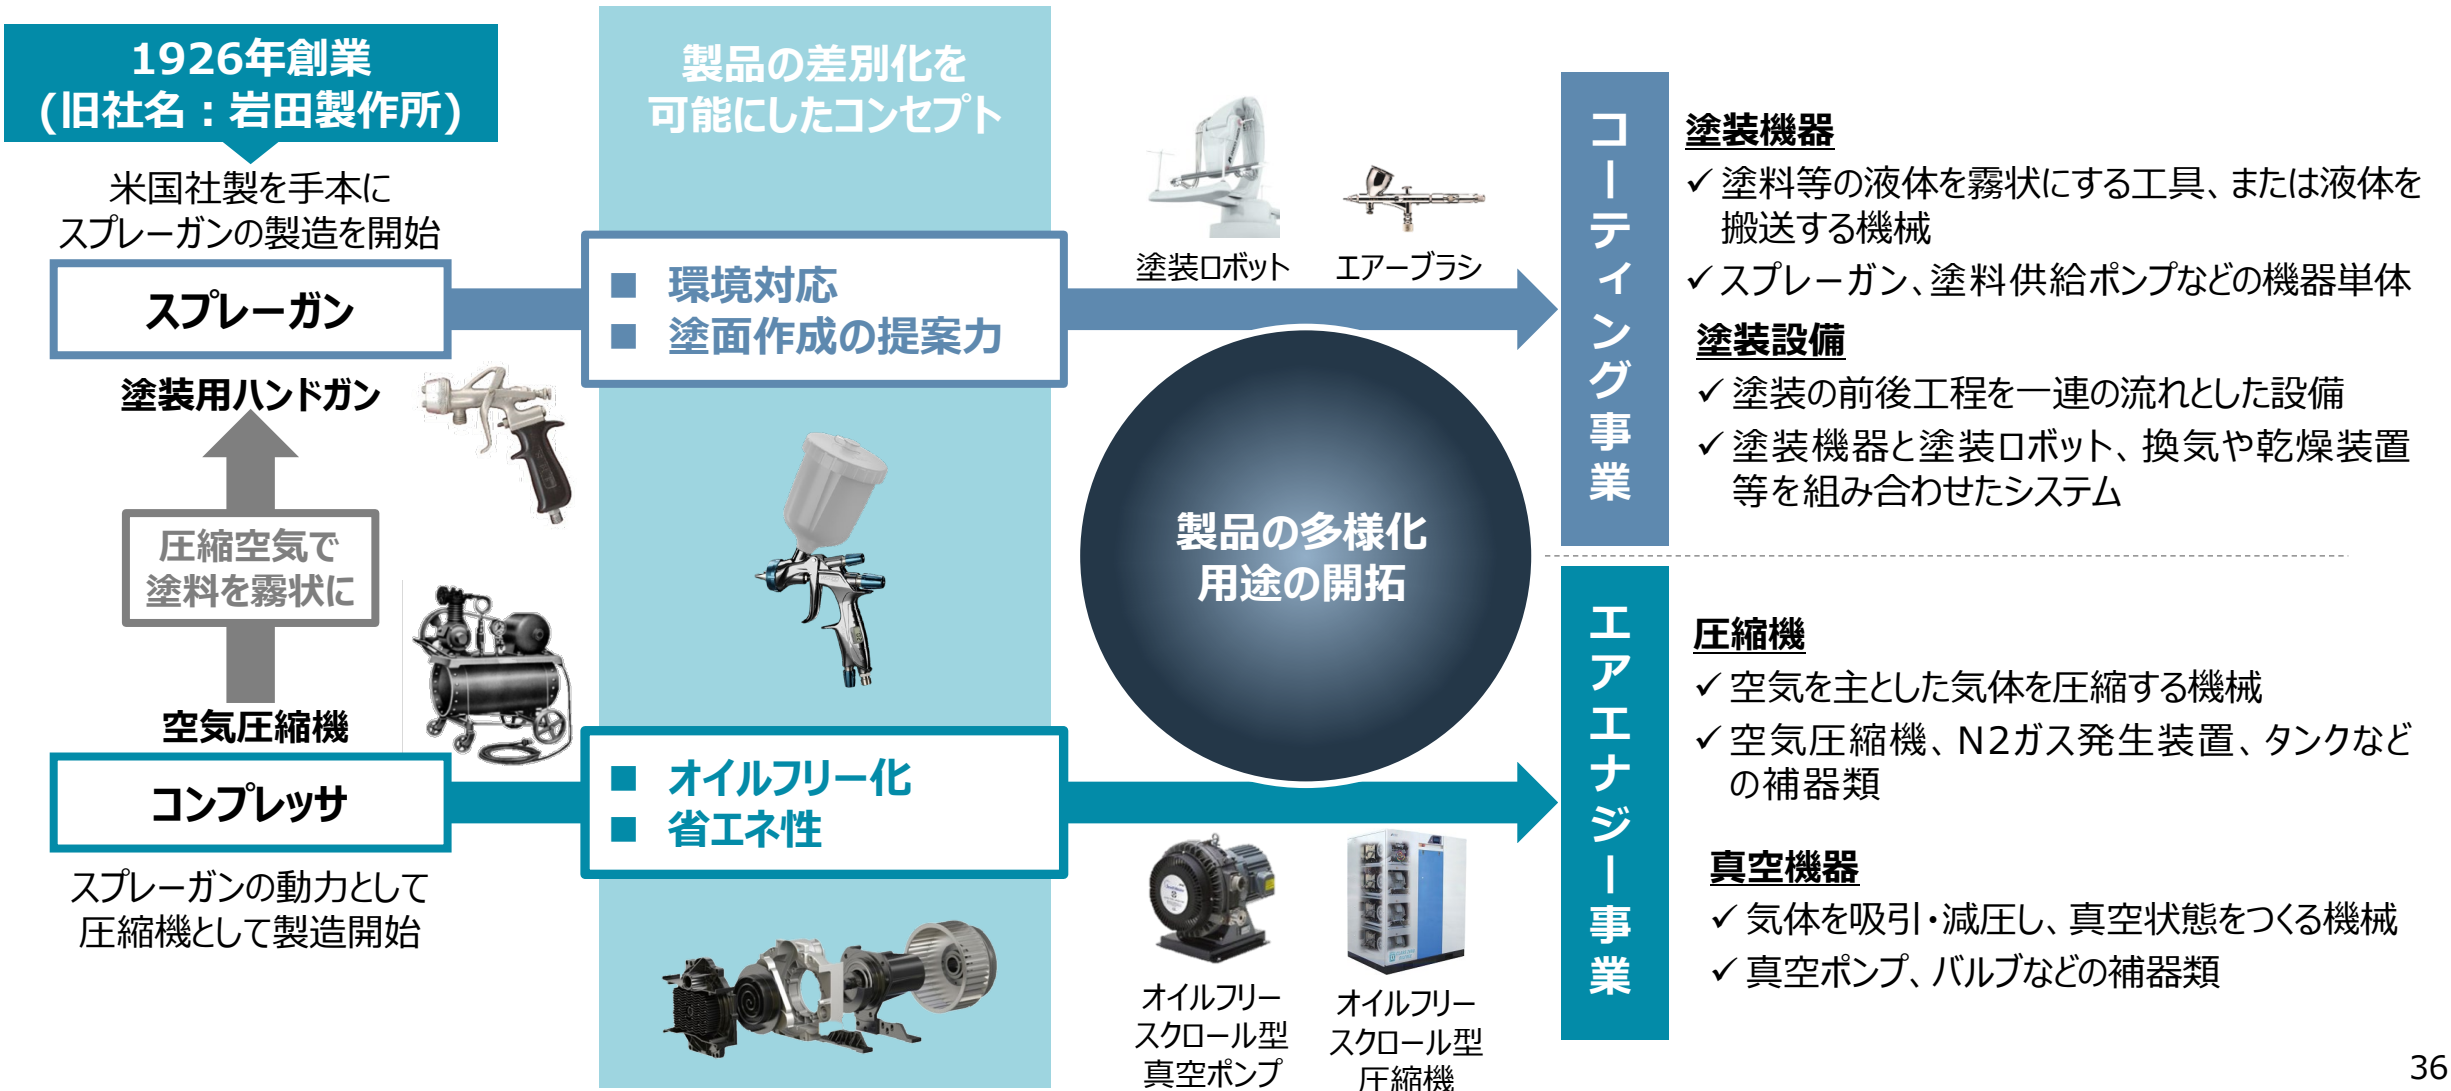 1926年創業
(旧社名：岩田製作所)
米国社製を手本に
スプレーガンの製造を開始
スプレーガン
塗装用ハンドガン
圧縮空気で
塗料を霧状に
空気圧縮機
コンプレッサ
スプレーガンの動力として
圧縮機として製造開始
製品の差別化を
可能にしたコンセプト
■ 環境対応
■ 塗面作成の提案力
■ オイルフリー化
■ 省エネ性
塗装ロボット
エアーブラシ
製品の多様化
用途の開拓
オイルフリー
スクロール型
真空ポンプ
オイルフリー
スクロール型
圧縮機
コーティング事業
塗装機器
✓塗料等の液体を霧状にする工具、または液体を
搬送する機械
✓スプレーガン、塗料供給ポンプなどの機器単体
塗装設備
✓塗装の前後工程を一連の流れとした設備
✓塗装機器と塗装ロボット、換気や乾燥装置
等を組み合わせたシステム
エアエナジー事業
圧縮機
✓空気を主とした気体を圧縮する機械
✓空気圧縮機、N2ガス発生装置、タンクなど
の補器類
真空機器
✓気体を吸引・減圧し、真空状態をつくる機械
✓真空ポンプ、バルブなどの補器類
36